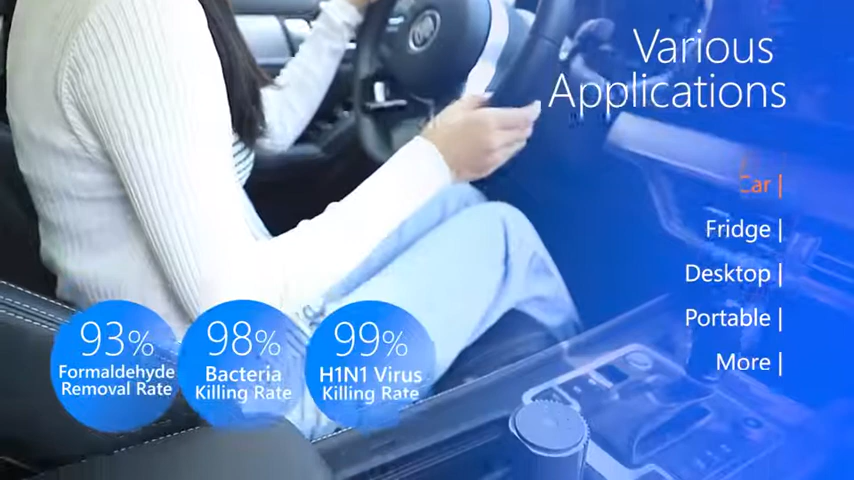 Various
Applications
Car |
Fridge |
Desktop |
Portable |
More |
93%
Formaldehyde
Removal Rate
98%
Bacteria
Killing Rate
99%
H1N1 Virus
Killing Rate